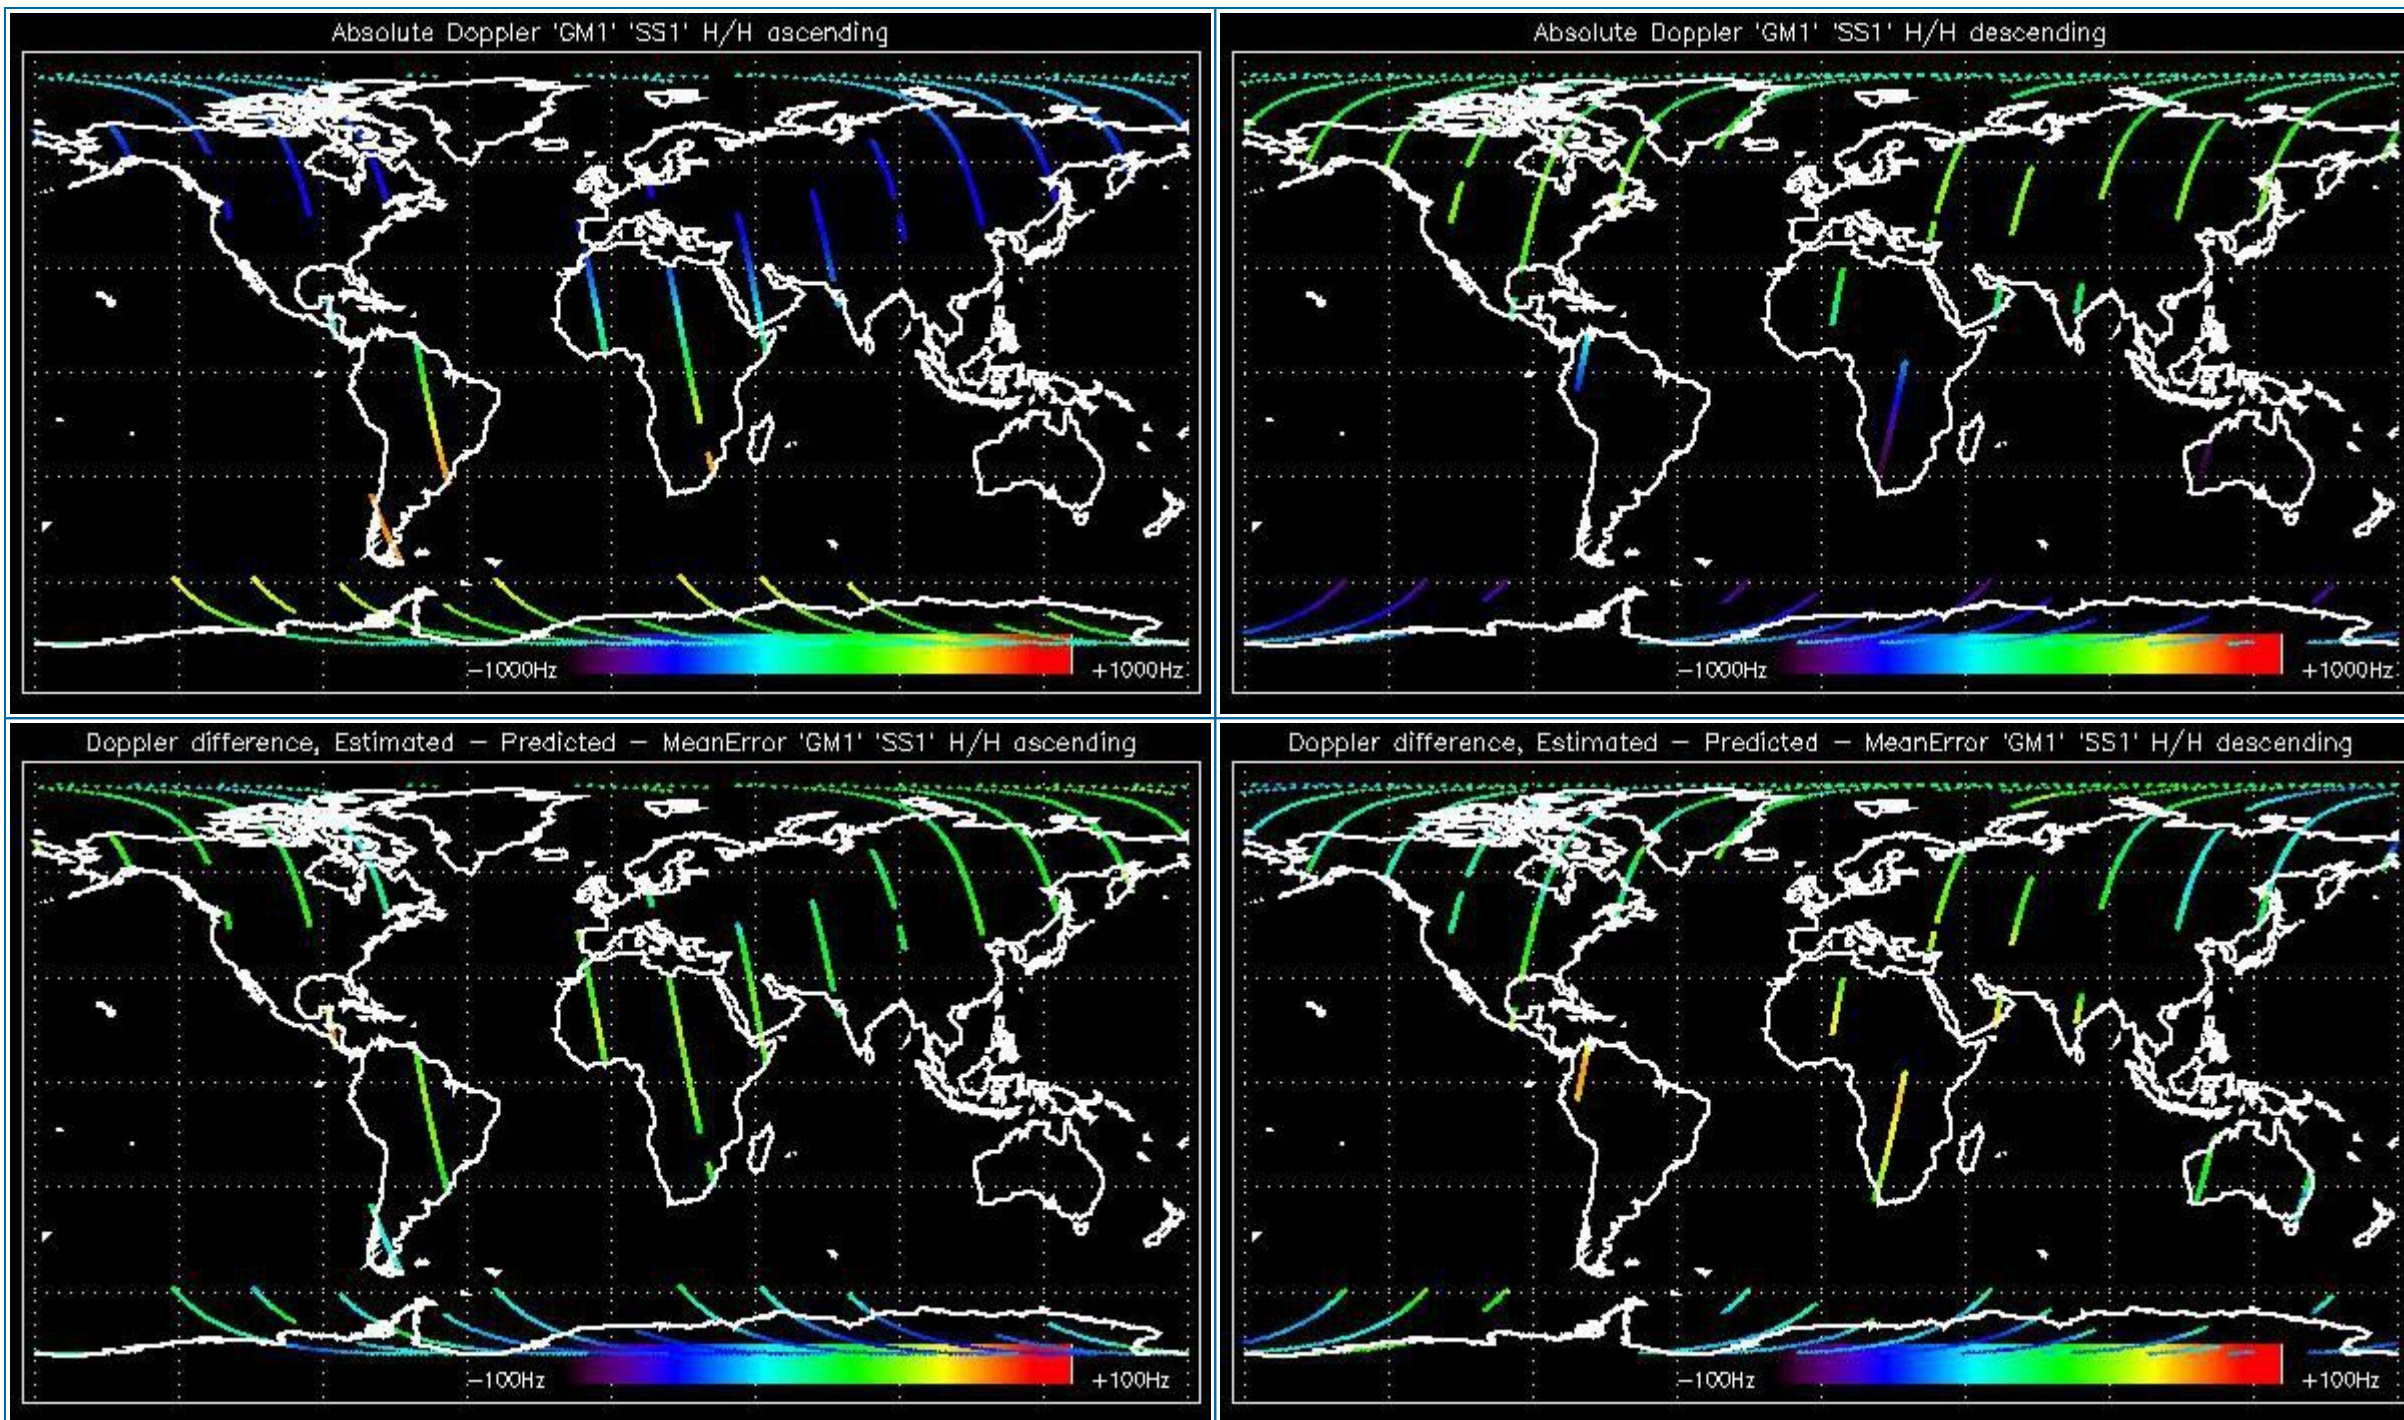 Absolute Doppler 'GM1' 'SS1' H/H ascending
-1000Hz
+1000Hz
Absolute Doppler 'GM1' 'SS1' H/H descending
-1000Hz
+1000Hz
Doppler difference, Estimated - Predicted - MeanError 'GM1' 'SS1' H/H ascending
-100Hz
+100Hz
Doppler difference, Estimated - Predicted - MeanError 'GM1' 'SS1' H/H descending
-100Hz
+100Hz